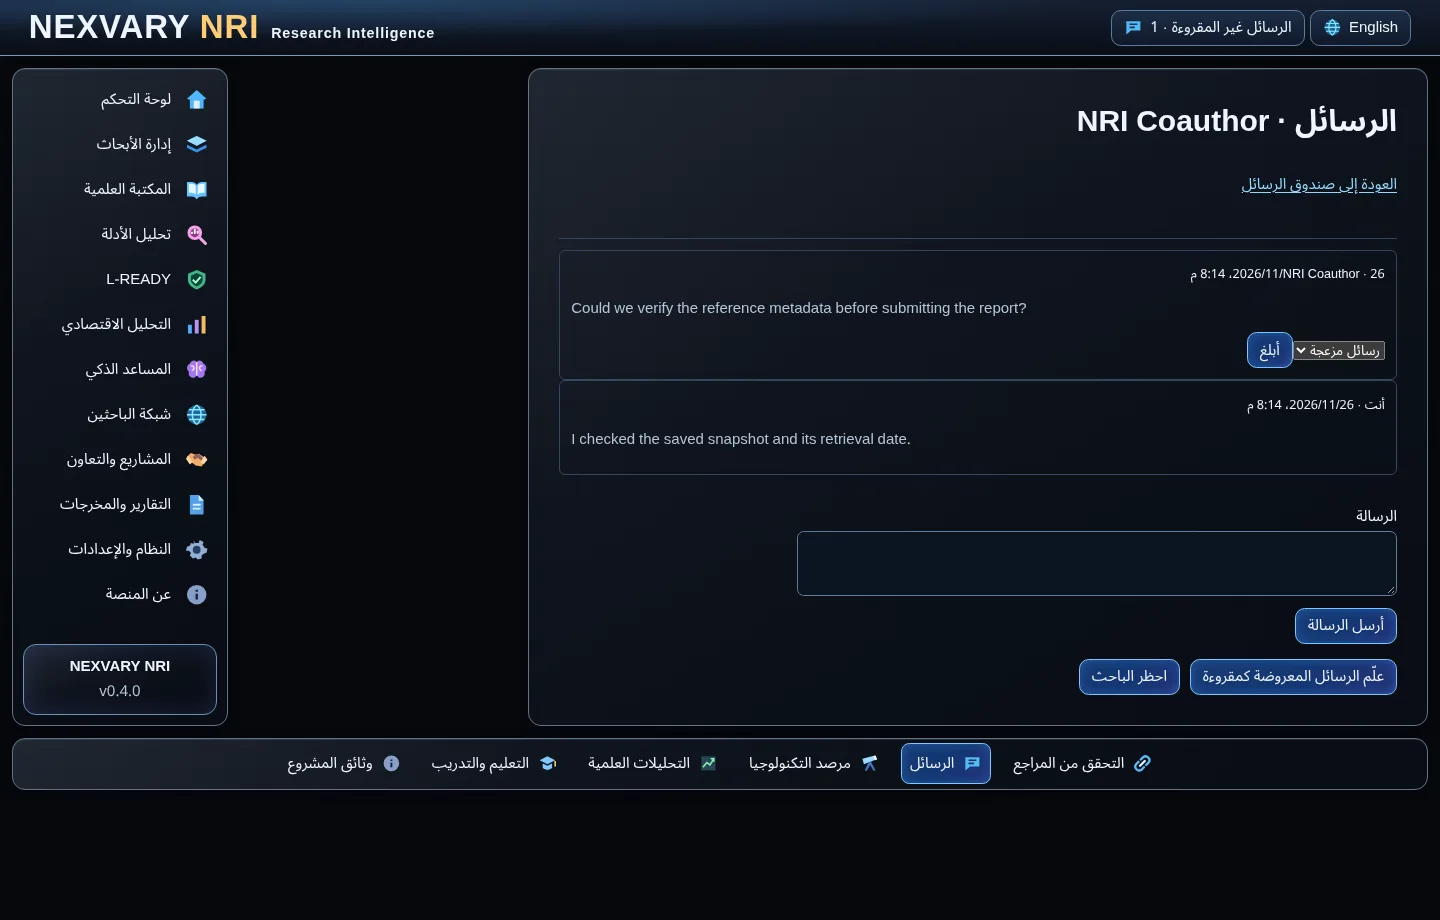 NEXVARY NRI Research Intelligence
الرسائل غير المقروءة · 1
English
لوحة التحكم
إدارة الأبحاث
المكتبة العلمية
تحليل الأدلة
L-READY
التحليل الاقتصادي
المساعد الذكي
شبكة الباحثين
المشاريع والتعاون
التقارير والمخرجات
النظام والإعدادات
عن المنصة
NEXVARY NRI
v0.4.0
الرسائل · NRI Coauthor
العودة إلى صندوق الرسائل
NRI Coauthor · 26/11/2026، 8:14 م
Could we verify the reference metadata before submitting the report?
رسائل مزعجة
أبلغ
أنت · 26/11/2026، 8:14 م
I checked the saved snapshot and its retrieval date.
الرسالة
أرسل الرسالة
علّم الرسائل المعروضة كمقروءة
احظر الباحث
التحقق من المراجع
الرسائل
مرصد التكنولوجيا
التحليلات العلمية
التعليم والتدريب
وثائق المشروع